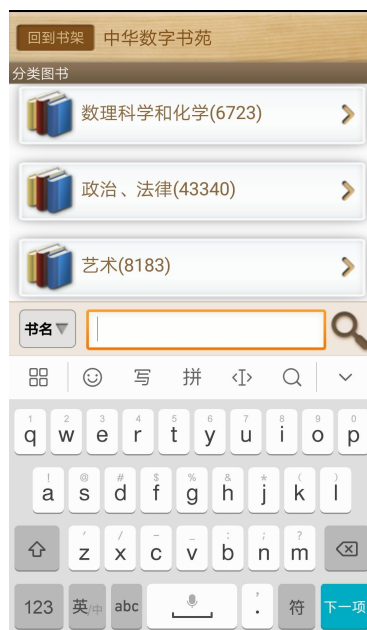 回到书架 中华数字书苑
分类图书
数理科学和化学(6723)
政治、法律(43340)
艺术(8183)
书名
写 拼
1 2 3 4 5 6 7 8 9 0
q w e r t y u i o p
! @ # $ % & * ( )
a s d f g h j k l
' / - _ : ; ?
z x c v b n m
123 英/中 abc , . 符 下一项